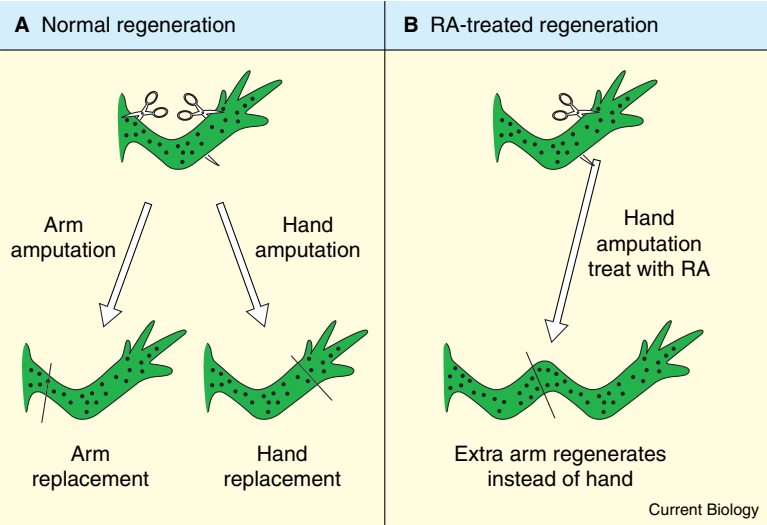 A Normal regeneration
Arm
amputation
Hand
amputation
Arm
replacement
Hand
replacement
B RA-treated regeneration
Hand
amputation
treat with RA
Extra arm regenerates
instead of hand
Current Biology